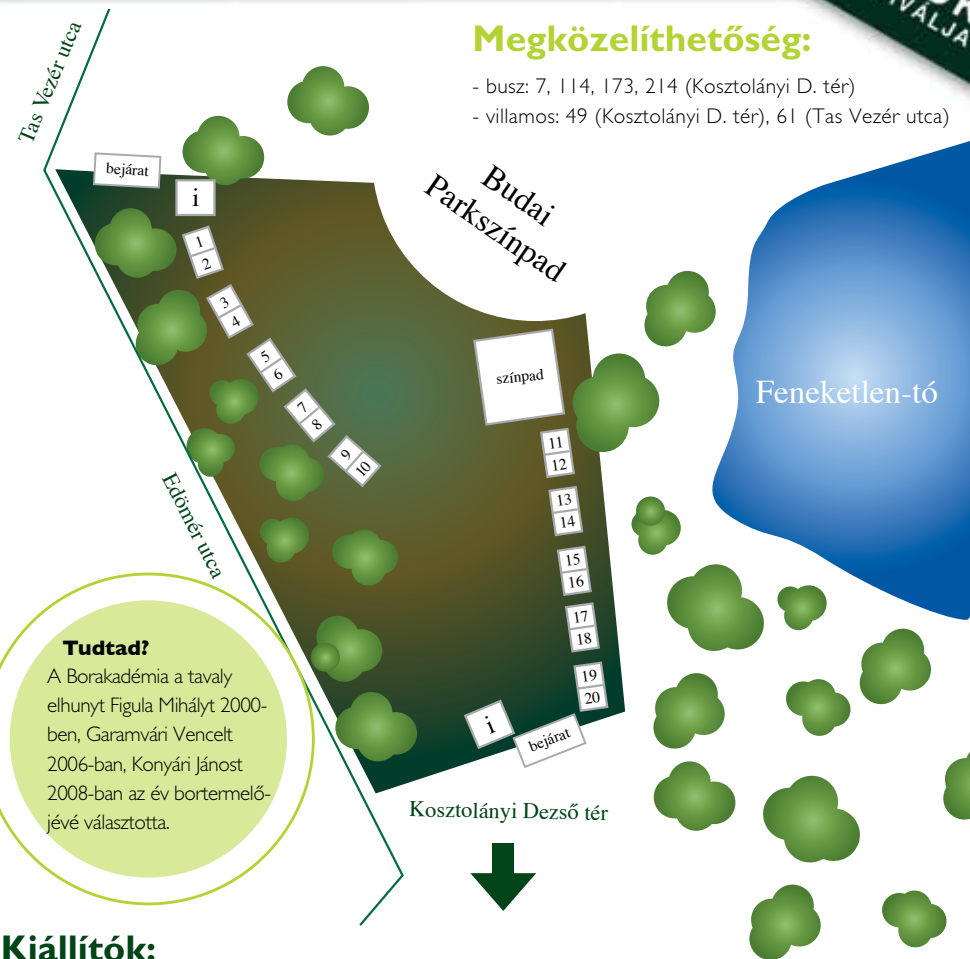 Tas Vezér utca
Megközelíthetőség:
- busz: 7, 114, 173, 214 (Kosztolányi D. tér)
- villamos: 49 (Kosztolányi D. tér), 61 (Tas Vezér utca)
bejárat
i
Budai
Parkszínpad
1
2
3
4
5
6
7
8
9
10
színpad
Feneketlen-tó
11
12
13
14
15
16
17
18
19
20
Edömér utca
Tudtad?
A Borakadémia a tavaly
elhunyt Figula Mihályt 2000-
ben, Garamvári Vencelt
2006-ban, Konyári Jánost
2008-ban az év bortermelő-
jévé választotta.
i
bejárat
Kosztolányi Dezső tér
Kiállítók: